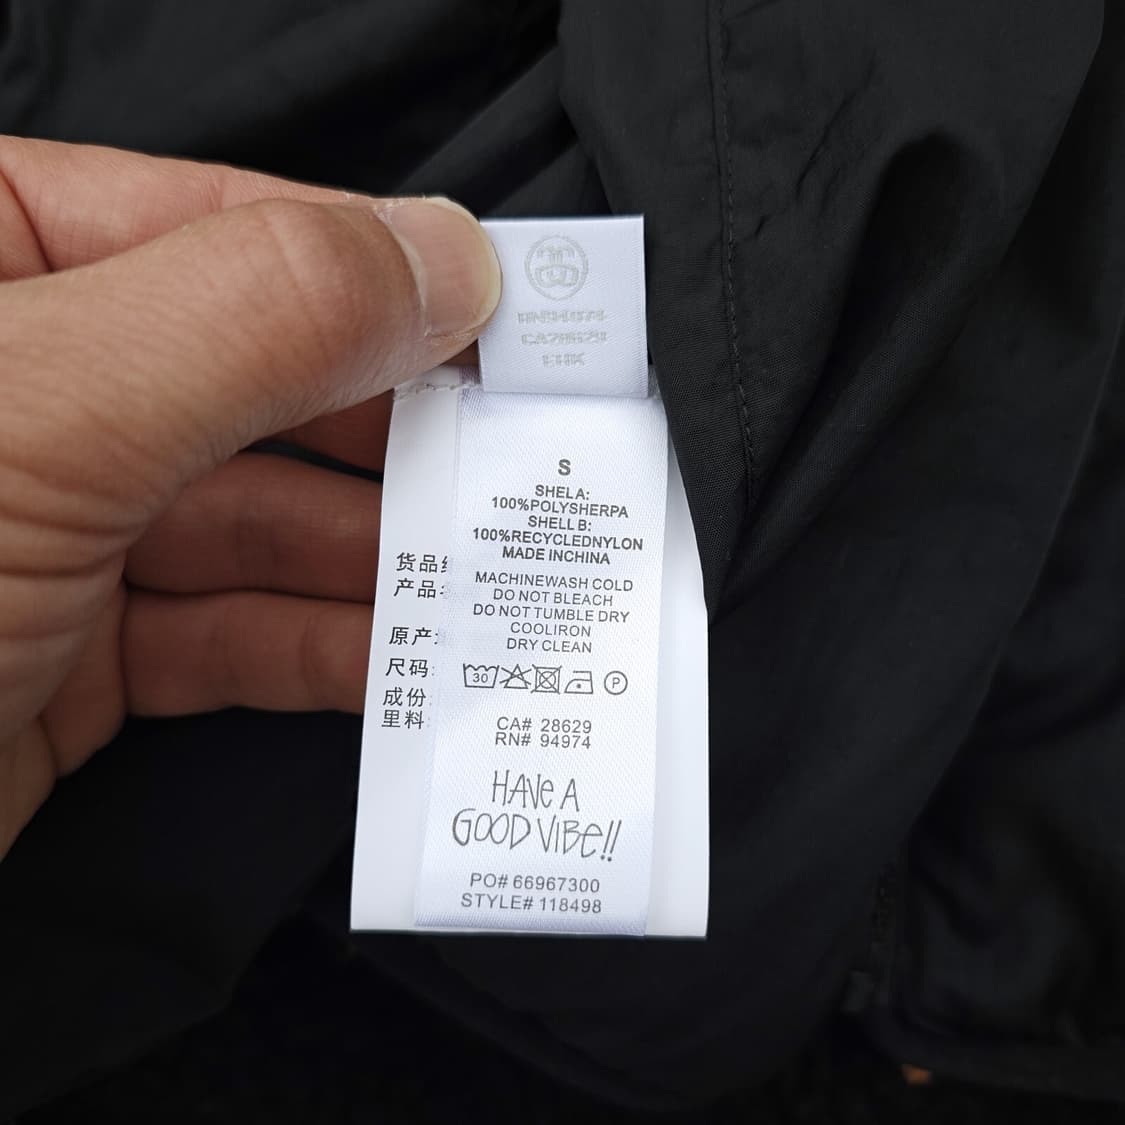 S
SHELA:
100%POLYSHERPA
SHELL B:
100%RECYCLEDNYLON
MADE INCHINA
MACHINEWASH COLD
DO NOT BLEACH
DO NOT TUMBLE DRY
COOLIRON
DRY CLEAN
30 P
CA# 28629
RN# 94974
HAVe A
GOOD VIBe!!
PO# 66967300
STYLE# 118498
货品
产品
原产
尺码:
成份:
里料: